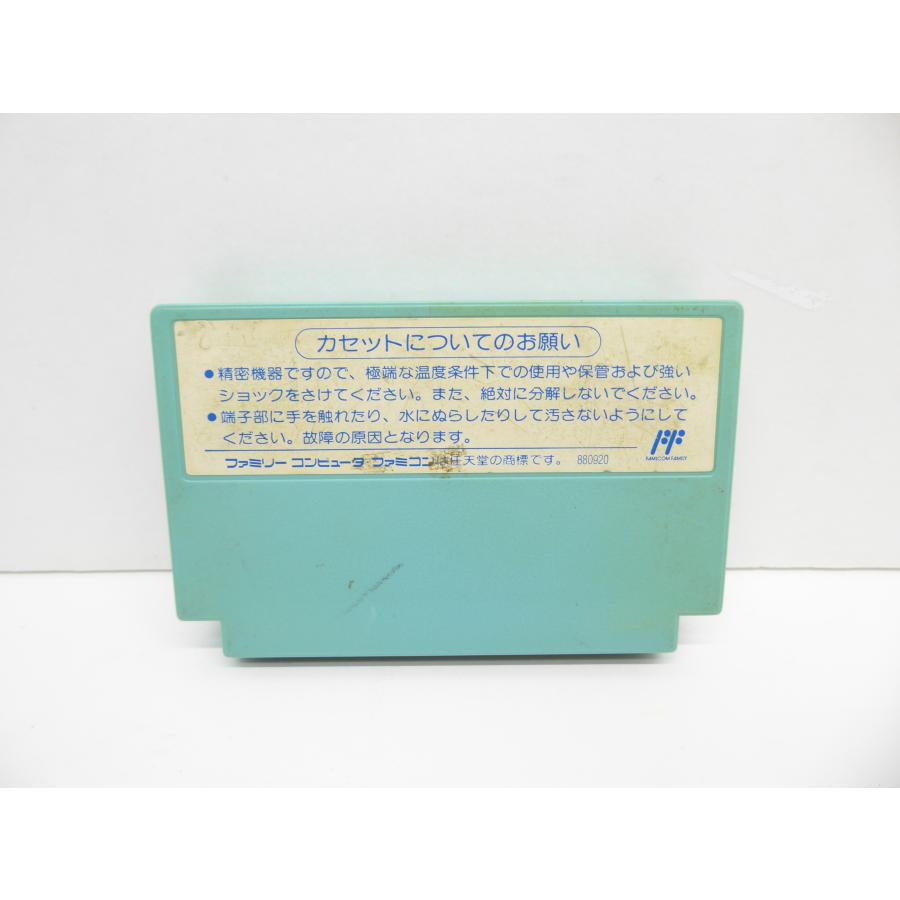 カセットについてのお願い
●精密機器ですので、極端な温度条件下での使用や保管および強い
ショックをさけてください。また、絶対に分解しないでください。
●端子部に手を触れたり、水にぬらしたりして汚さないようにして
ください。故障の原因となります。
FAMICOM FAMILY
ファミリー コンピュータ ファミコンは任天堂の商標です。 880920